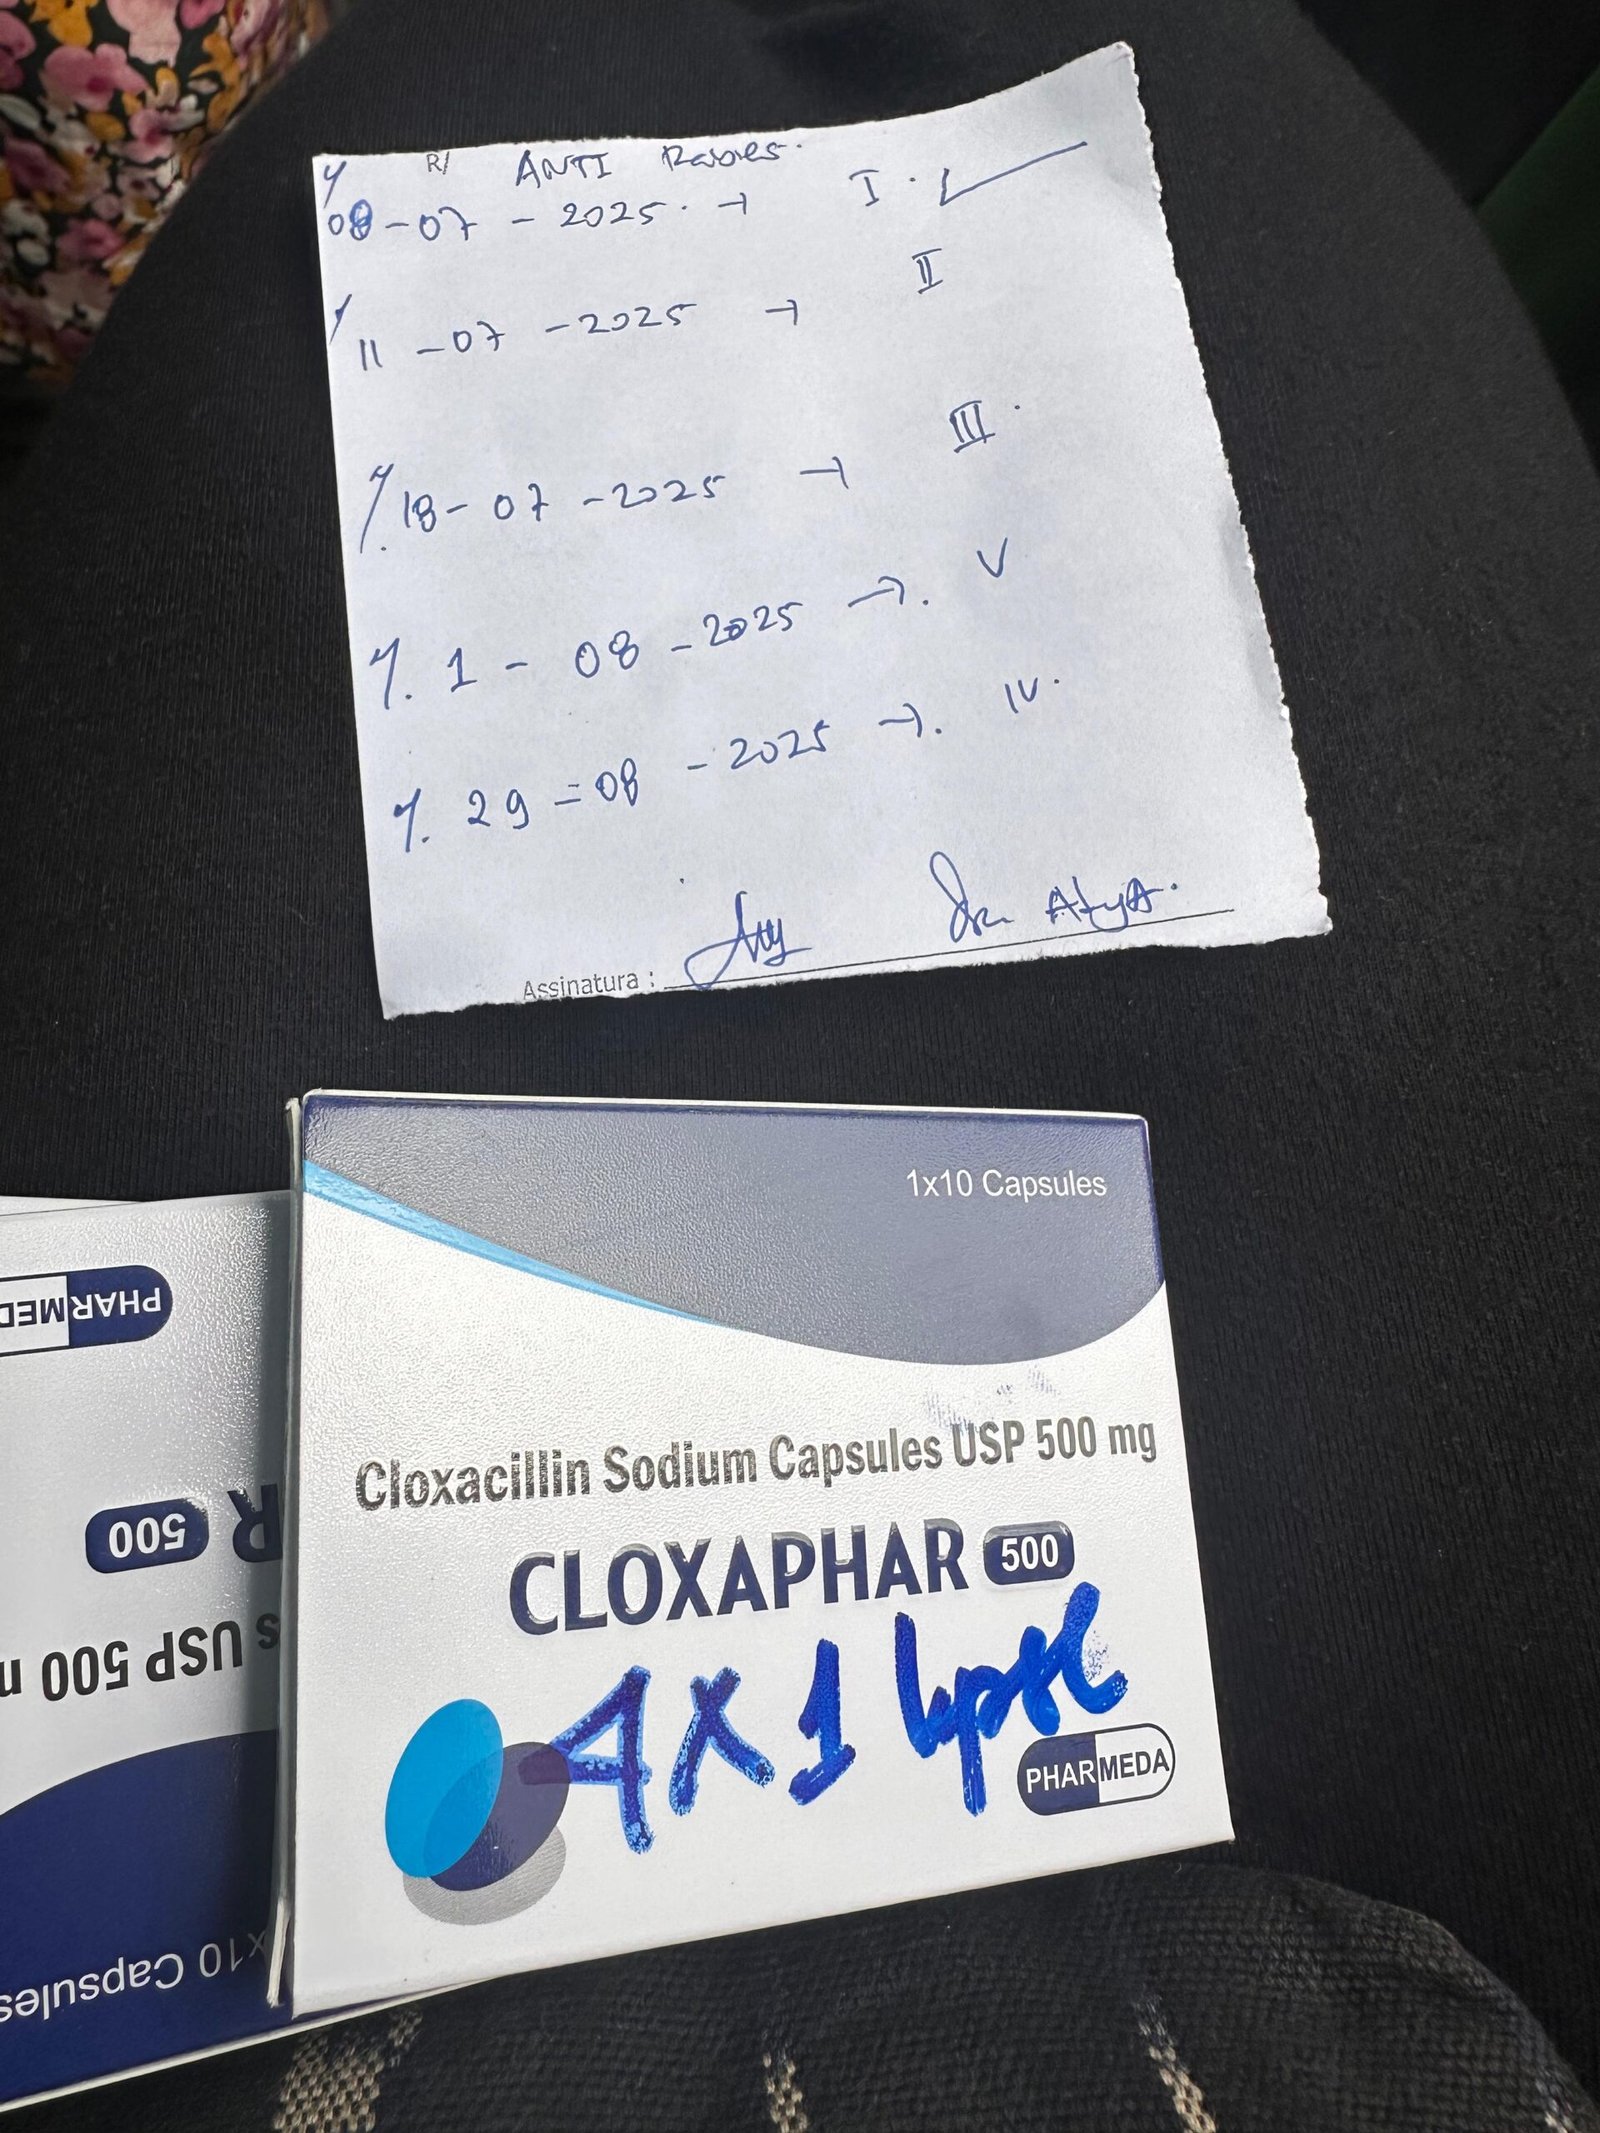 R/ ANTI Rabies.
08-07-2025. → I.
11-07-2025 → II
18-07-2025 → III.
1-08-2025 →. V
29=08-2025 →. IV.
Assinatura :
1x10 Capsules
Cloxacillin Sodium Capsules USP 500 mg
CLOXAPHAR 500
4x1
PHARMEDA
PHARMED
R 500
s USP 500 m
x10 Capsules